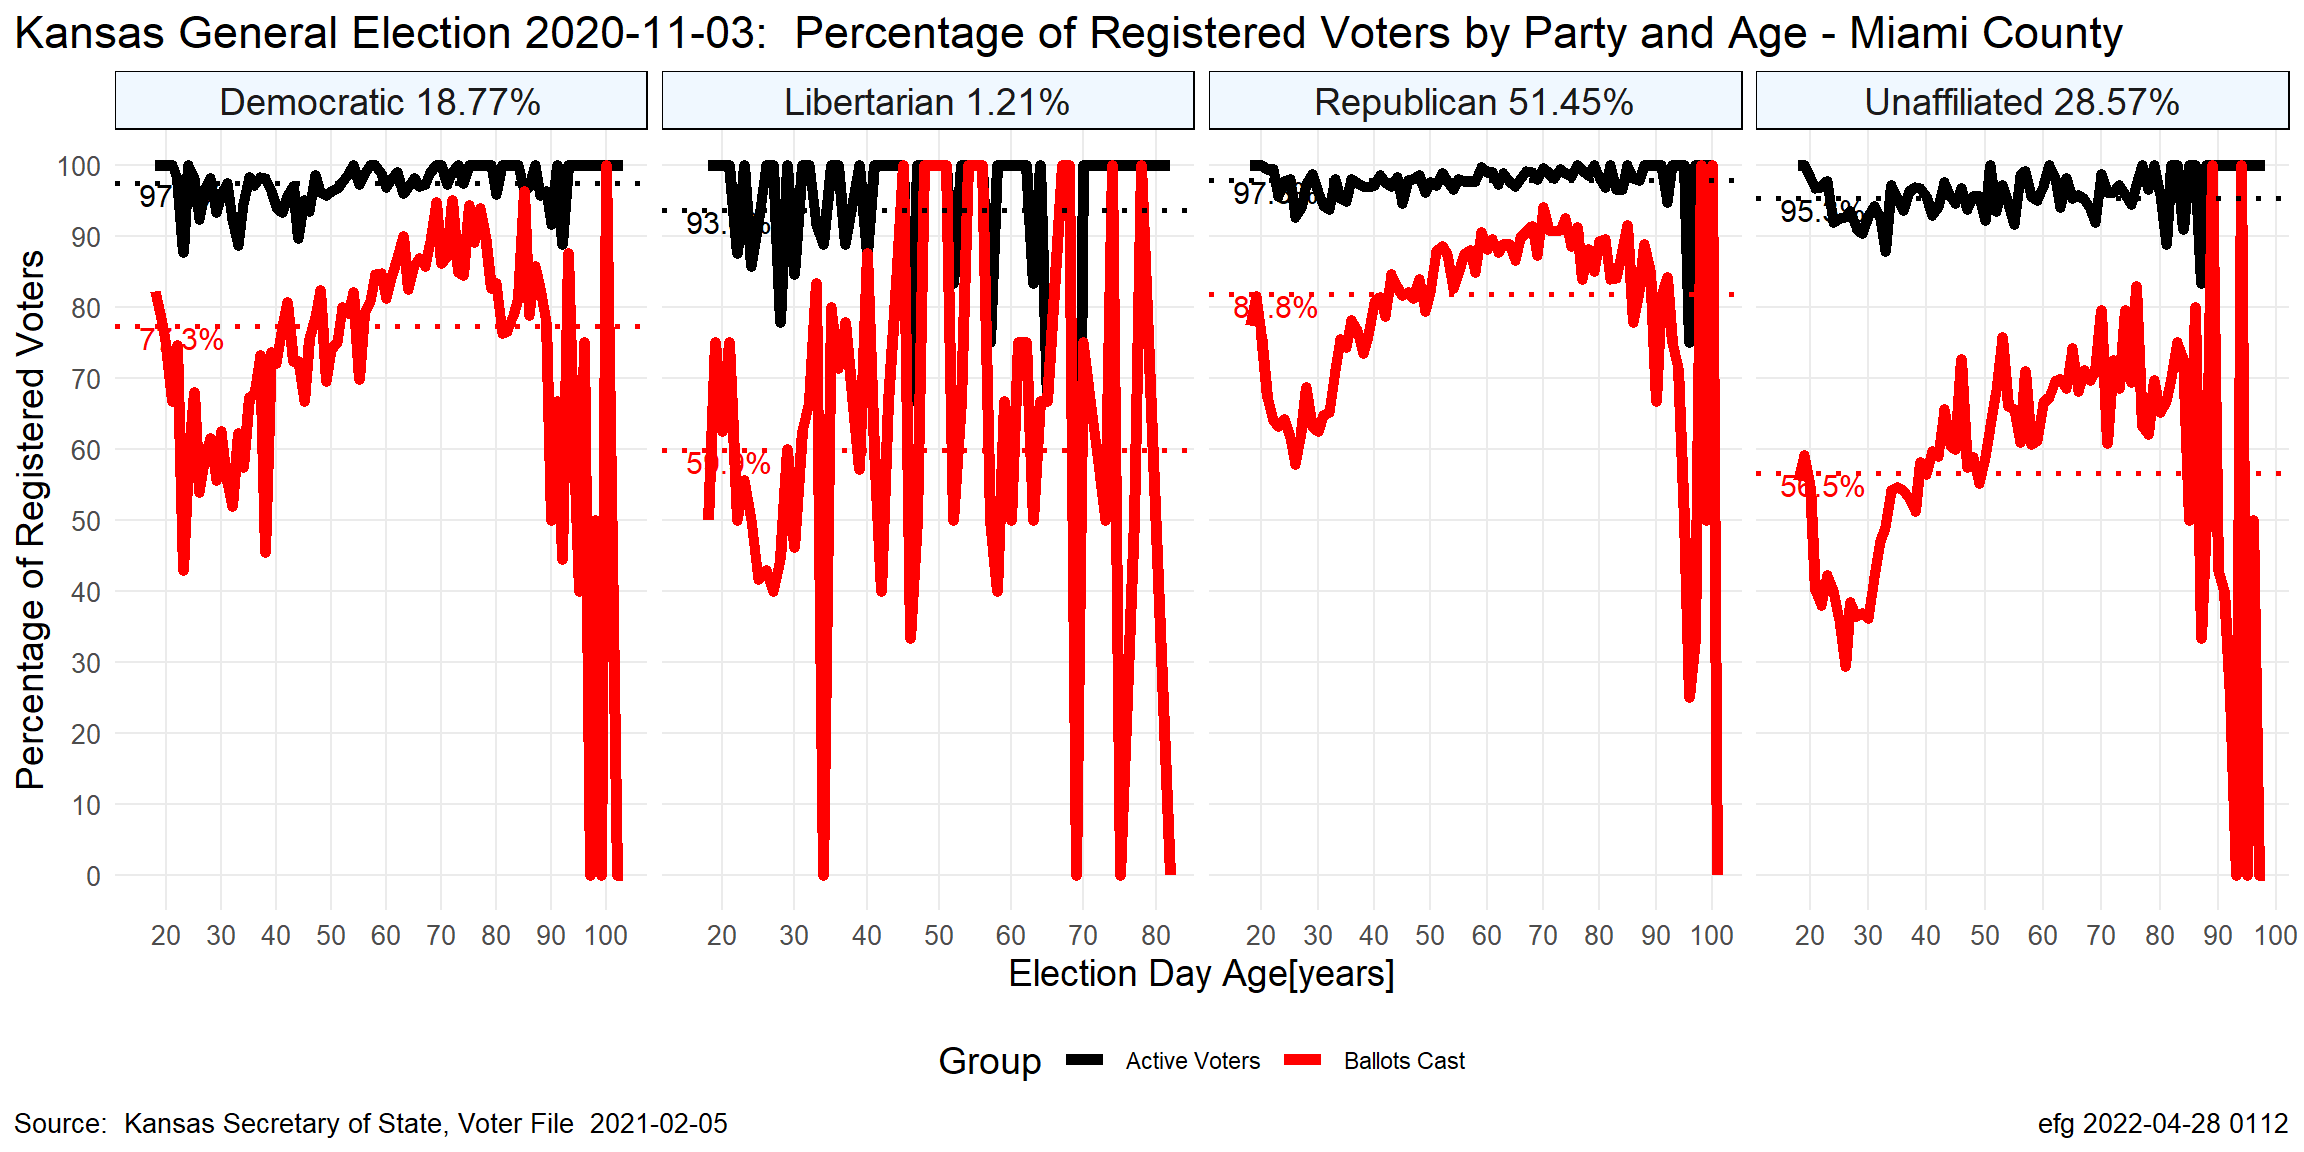 Kansas General Election 2020-11-03:  Percentage of Registered Voters by Party and Age - Miami County
Democratic 18.77%
Libertarian 1.21%
Republican 51.45%
Unaffiliated 28.57%
Percentage of Registered Voters
100
90
80
70
60
50
40
30
20
10
0
56.5%
20 30 40 50 60 70 80 90 100
20 30 40 50 60 70 80
20 30 40 50 60 70 80 90 100
20 30 40 50 60 70 80 90 100
Election Day Age[years]
Group Active Voters Ballots Cast
Source:  Kansas Secretary of State, Voter File  2021-02-05
efg 2022-04-28 0112